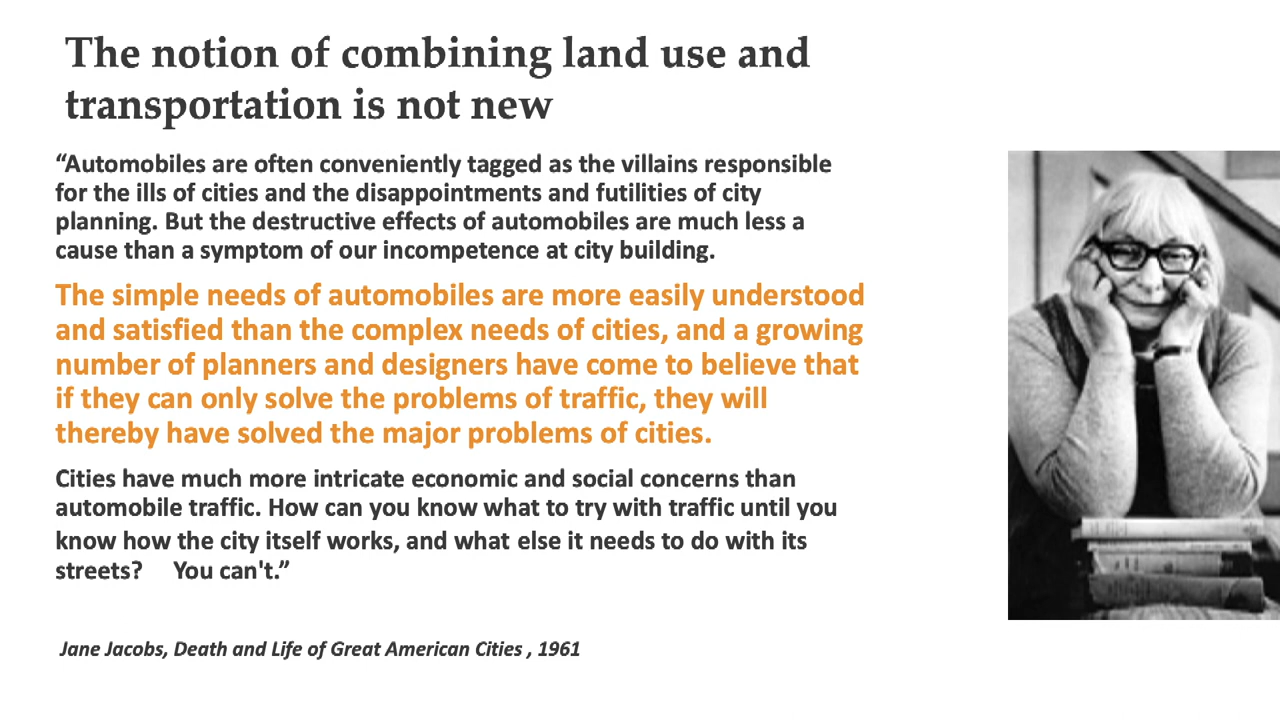 The notion of combining land use and
transportation is not new
“Automobiles are often conveniently tagged as the villains responsible
for the ills of cities and the disappointments and futilities of city
planning. But the destructive effects of automobiles are much less a
cause than a symptom of our incompetence at city building.
The simple needs of automobiles are more easily understood
and satisfied than the complex needs of cities, and a growing
number of planners and designers have come to believe that
if they can only solve the problems of traffic, they will
thereby have solved the major problems of cities.
Cities have much more intricate economic and social concerns than
automobile traffic. How can you know what to try with traffic until you
know how the city itself works, and what else it needs to do with its
streets? You can't.”
Jane Jacobs, Death and Life of Great American Cities , 1961